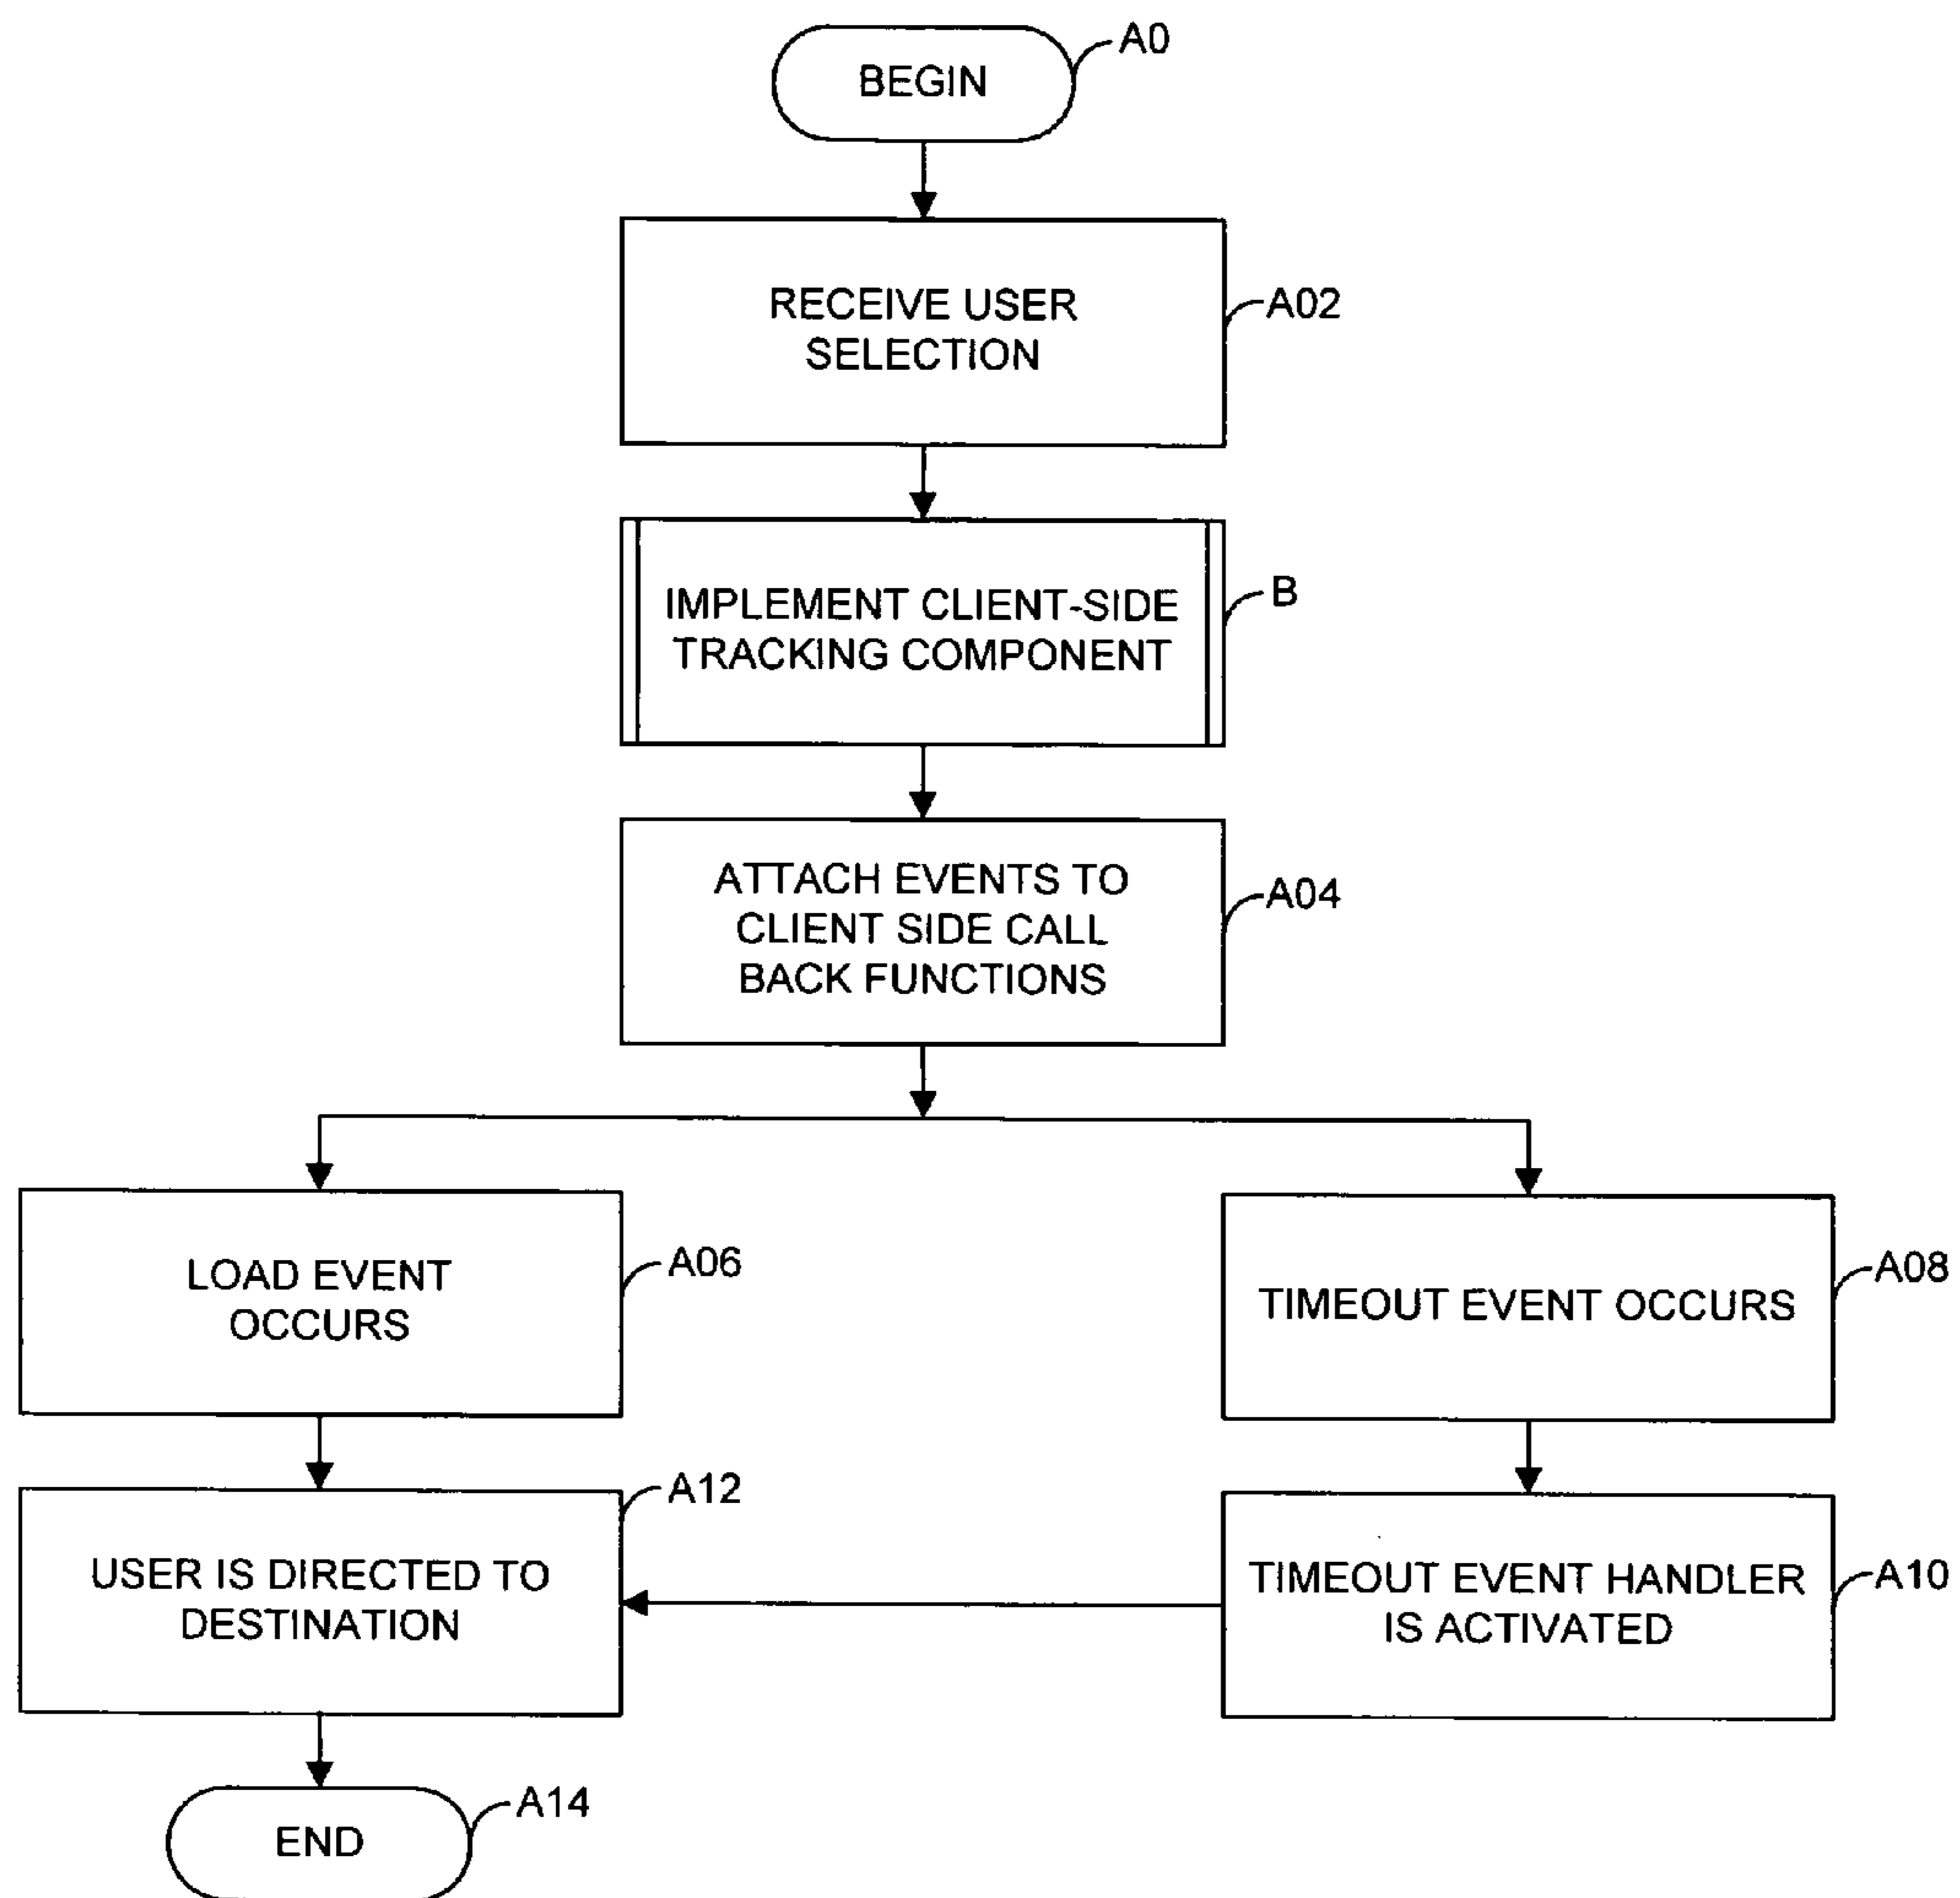 BEGIN
A0
RECEIVE USER
SELECTION
A02
IMPLEMENT CLIENT-SIDE
TRACKING COMPONENT
B
ATTACH EVENTS TO
CLIENT SIDE CALL
BACK FUNCTIONS
A04
LOAD EVENT
OCCURS
A06
TIMEOUT EVENT OCCURS
A08
USER IS DIRECTED TO
DESTINATION
A12
TIMEOUT EVENT HANDLER
IS ACTIVATED
A10
END
A14